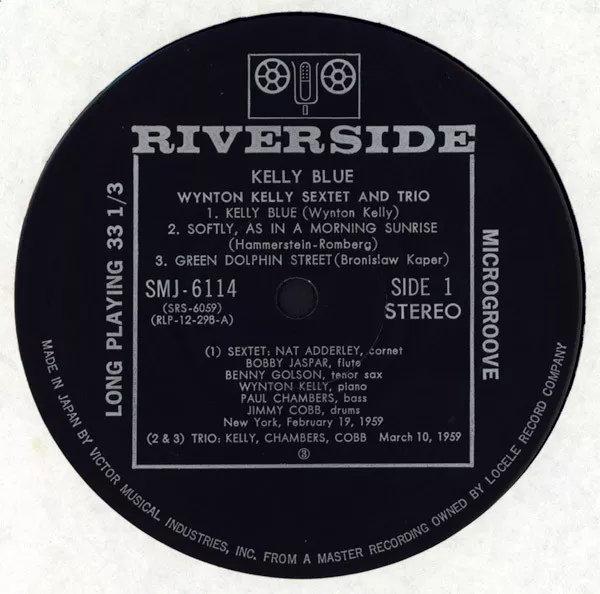 RIVERSIDE
KELLY BLUE
WYNTON KELLY SEXTET AND TRIO
1. KELLY BLUE (Wynton Kelly)
2. SOFTLY, AS IN A MORNING SUNRISE
(Hammerstein-Romberg)
3. GREEN DOLPHIN STREET (Bronislaw Kaper)
SMJ-6114
(SRS-6059)
(RLP-12-298-A)
SIDE 1
STEREO
(1) SEXTET: NAT ADDERLEY, cornet
BOBBY JASPAR, flute
BENNY GOLSON, tenor sax
WYNTON KELLY, piano
PAUL CHAMBERS, bass
JIMMY COBB, drums
New York, February 19, 1959
(2 & 3) TRIO: KELLY, CHAMBERS, COBB March 10, 1959
LONG PLAYING 33 1/3
MICROGROOVE
MADE IN JAPAN BY VICTOR MUSICAL INDUSTRIES, INC. FROM A MASTER RECORDING OWNED BY LOCELE RECORD COMPANY